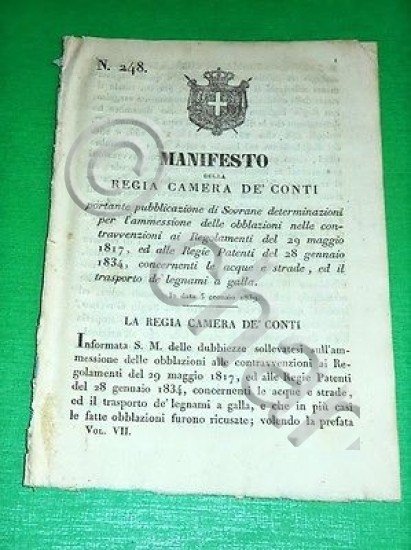 N. 248.
MANIFESTO
DELLA
REGIA CAMERA DE' CONTI
portante pubblicazione di Sovrane determinazioni
per l'ammessione delle obblazioni nelle con-
travvenzioni ai Regolamenti del 29 maggio
1817, ed alle Regie Patenti del 28 gennaio
1834, concernenti le acque e strade, ed il
trasporto de' legnami a galla.
In data 5 gennaio
LA REGIA CAMERA DE' CONTI
Informata S. M. delle dubbiezze sollevatesi sull'am-
messione delle obblazioni alle contravvenzioni ai Re-
golamenti del 29 maggio 1817, ed alle Regie Patenti
del 28 gennaio 1834, concernenti le acque e strade,
ed il trasporto de' legnami a galla, e che in più casi
le fatte obblazioni furono ricusate; volendo la prefata
VOL. VII.